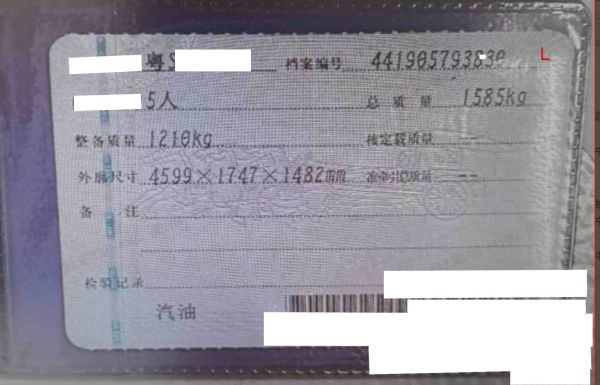 粤S 档案编号 441905793830
5人 总质量 1585kg
整备质量 1210kg 核定载质量 --
外廓尺寸 4599×1747×1482mm 准牵引总质量 --
备注
检验记录
汽油